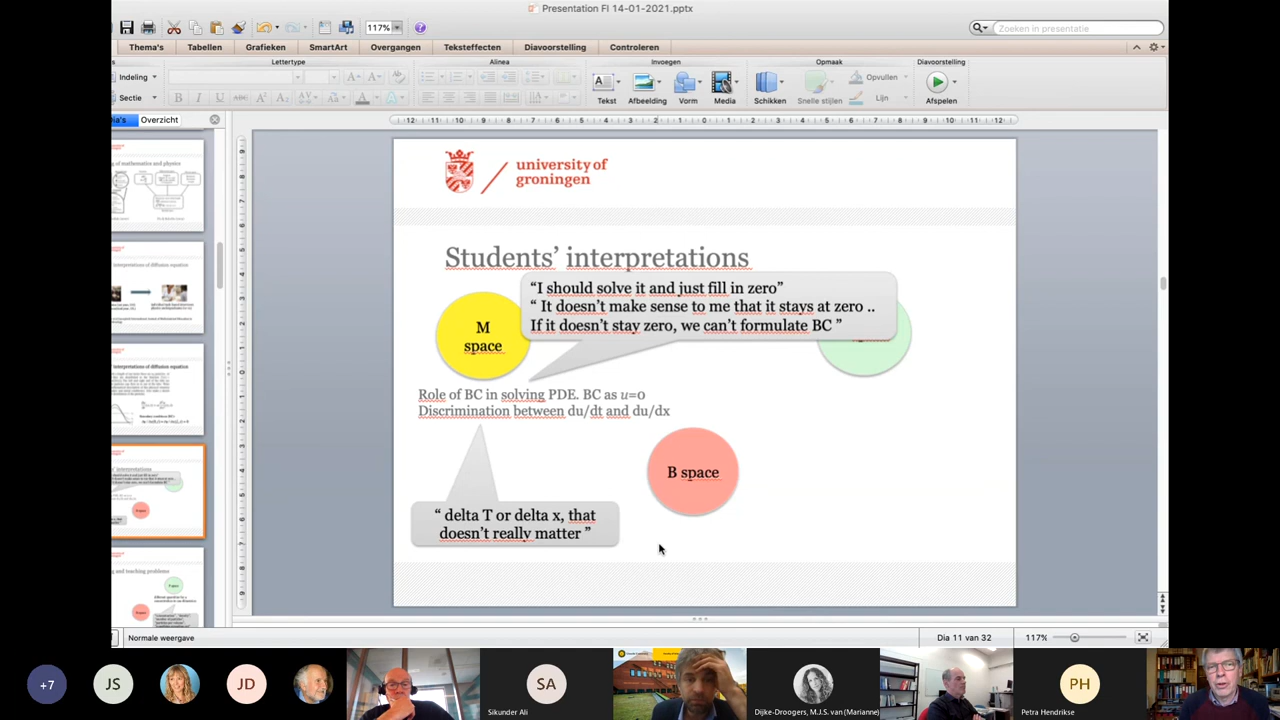 Presentation FI 14-01-2021.pptx
117%
Zoeken in presentatie
Thema's
Tabellen
Grafieken
SmartArt
Overgangen
Teksteffecten
Diavoorstelling
Controleren
Lettertype
Alinea
Invoegen
Opmaak
Diavoorstelling
Indeling
Sectie
Tekst
Afbeelding
Vorm
Media
Schikken
Snelle stijlen
Opvullen
Lijn
Afspelen
Overzicht
university of
groningen
Students' interpretations
"I should solve it and just fill in zero"
" It doesn't make sense to me that it stays at zero ..
If it doesn't stay zero, we can't formulate BC "
M
space
Role of BC in solving PDE. BC as u=0
Discrimination between du/dt and du/dx
B space
" delta T or delta x, that
doesn't really matter "
Normale weergave
Dia 11 van 32
117%
+7
JS
JD
SA
Sikunder Ali
Dijke-Droogers, M.J.S. van (Marianne)
PH
Petra Hendrikse